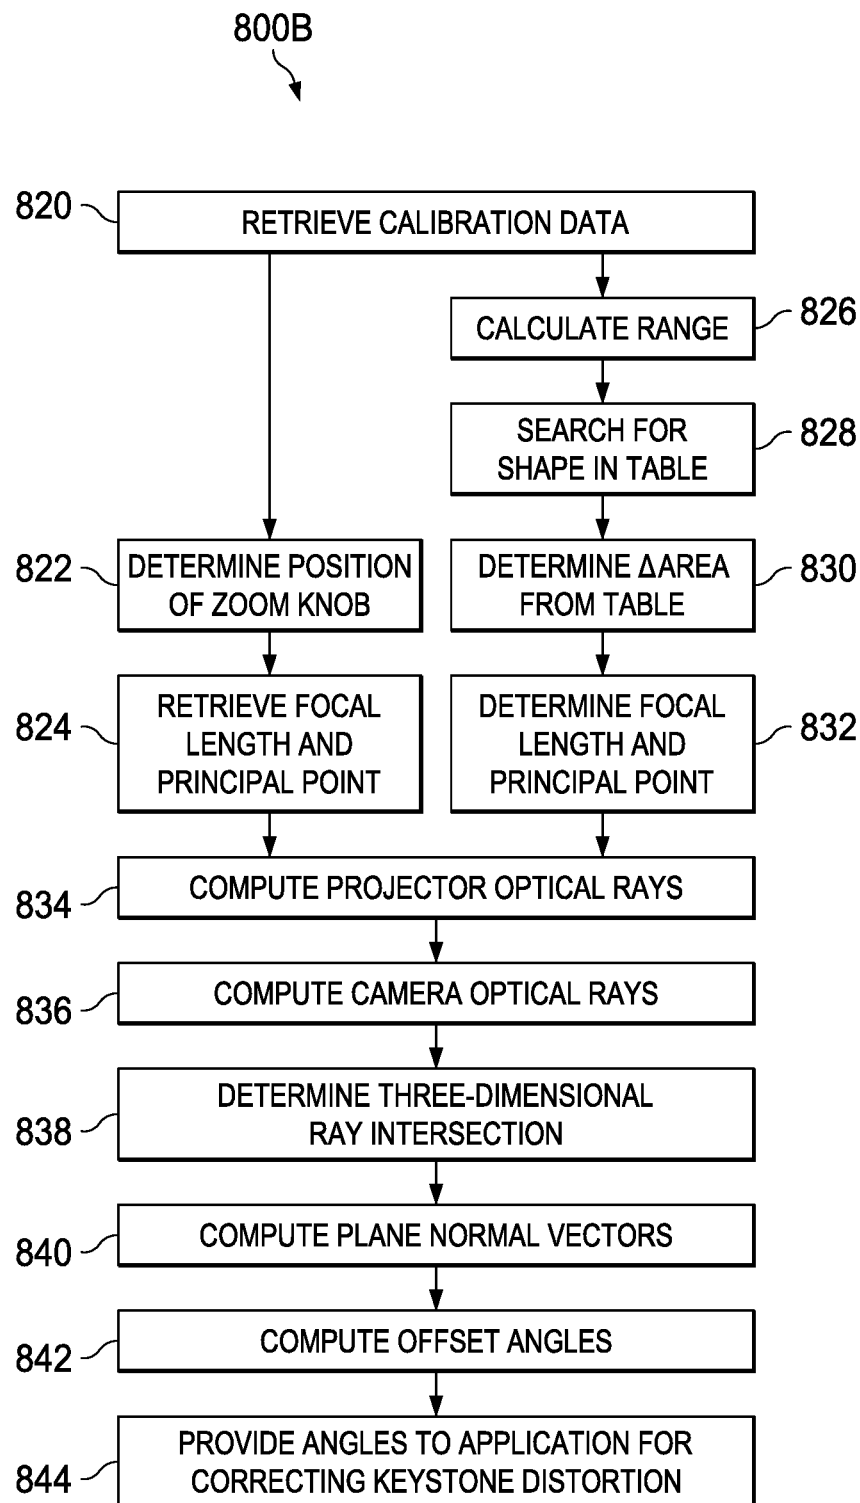 800B
820
RETRIEVE CALIBRATION DATA
826
CALCULATE RANGE
828
SEARCH FOR
SHAPE IN TABLE
822
DETERMINE POSITION
OF ZOOM KNOB
830
DETERMINE ΔAREA
FROM TABLE
824
RETRIEVE FOCAL
LENGTH AND
PRINCIPAL POINT
832
DETERMINE FOCAL
LENGTH AND
PRINCIPAL POINT
834
COMPUTE PROJECTOR OPTICAL RAYS
836
COMPUTE CAMERA OPTICAL RAYS
838
DETERMINE THREE-DIMENSIONAL
RAY INTERSECTION
840
COMPUTE PLANE NORMAL VECTORS
842
COMPUTE OFFSET ANGLES
844
PROVIDE ANGLES TO APPLICATION FOR
CORRECTING KEYSTONE DISTORTION